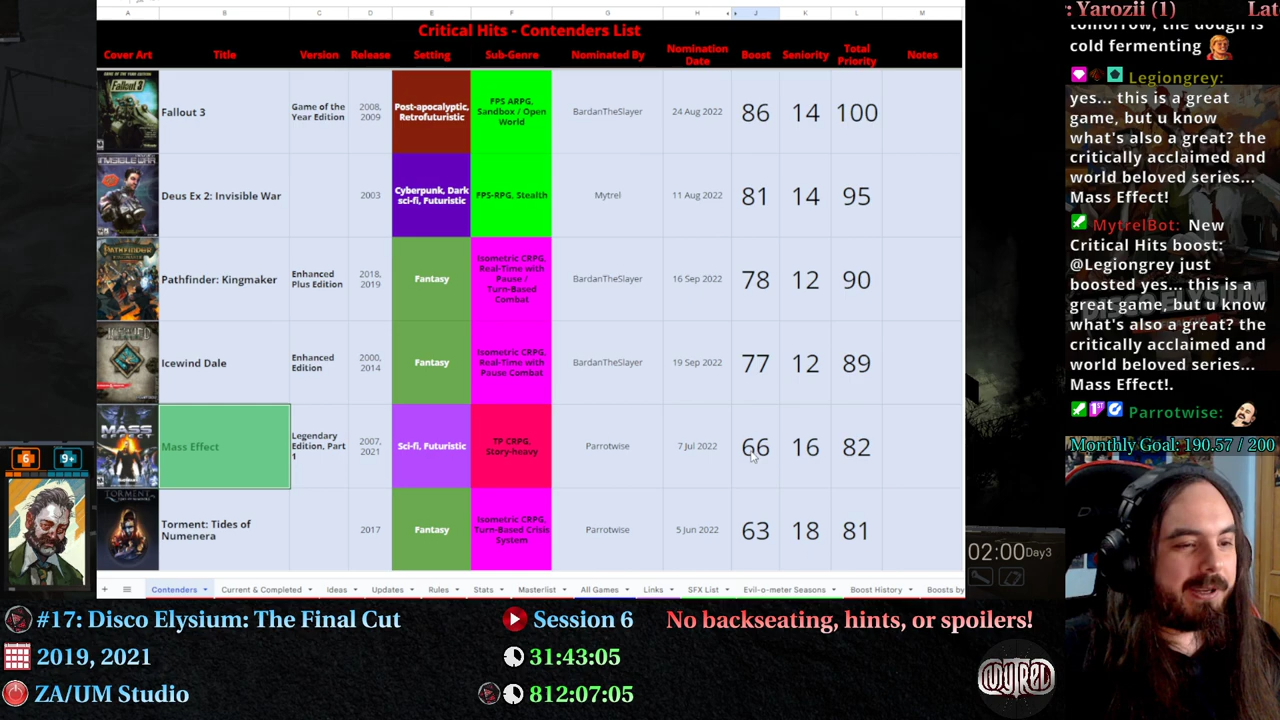 A B C D E F G H J K L M
Critical Hits - Contenders List
Cover Art Title Version Release Setting Sub-Genre Nominated By Nomination Date Boost Seniority Total Priority Notes
Fallout 3 Game of the Year Edition 2008, 2009 Post-apocalyptic, Retrofuturistic FPS ARPG, Sandbox / Open World BardanTheSlayer 24 Aug 2022 86 14 100
Deus Ex 2: Invisible War 2003 Cyberpunk, Dark sci-fi, Futuristic FPS-RPG, Stealth Mytrel 11 Aug 2022 81 14 95
Pathfinder: Kingmaker Enhanced Plus Edition 2018, 2019 Fantasy Isometric CRPG, Real-Time with Pause / Turn-Based Combat BardanTheSlayer 16 Sep 2022 78 12 90
Icewind Dale Enhanced Edition 2000, 2014 Fantasy Isometric CRPG, Real-Time with Pause Combat BardanTheSlayer 19 Sep 2022 77 12 89
MASS EFFECT
Mass Effect Legendary Edition, Part 1 2007, 2021 Sci-fi, Futuristic TP CRPG, Story-heavy Parrotwise 7 Jul 2022 66 16 82
TORMENT
Torment: Tides of Numenera 2017 Fantasy Isometric CRPG, Turn-Based Crisis System Parrotwise 5 Jun 2022 63 18 81
Contenders Current & Completed Ideas Updates Rules Stats Masterlist All Games Links SFX List Evil-o-meter Seasons Boost History Boosts by
: Yarozii (1) Lat
tomorrow, the dough is
cold fermenting
Legiongrey:
yes... this is a great
game, but u know
what's also a great? the
critically acclaimed and
world beloved series...
Mass Effect!
MytrelBot: New
Critical Hits boost:
@Legiongrey just
boosted yes... this is a
great game, but u know
what's also a great? the
critically acclaimed and
world beloved series...
Mass Effect!.
Parrotwise:
Monthly Goal: 190.57 / 200
6 9+
02:00 Day3
#17: Disco Elysium: The Final Cut
2019, 2021
ZA/UM Studio
Session 6
31:43:05
812:07:05
No backseating, hints, or spoilers!
MYTREL